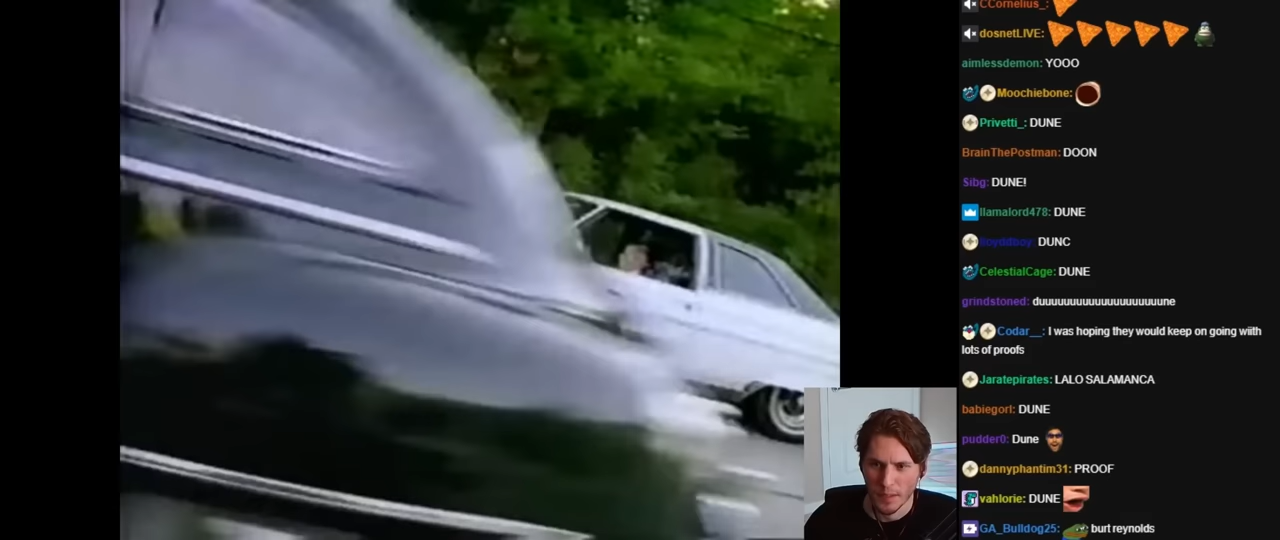 CCornelius_:
dosnetLIVE:
aimlessdemon: YOOO
Moochiebone:
Privetti_: DUNE
BrainThePostman: DOON
Sibg: DUNE!
llamalord478: DUNE
DUNC
CelestialCage: DUNE
grindstoned: duuuuuuuuuuuuuuuuuuuune
Codar__: I was hoping they would keep on going wiith
lots of proofs
Jaratepirates: LALO SALAMANCA
babiegorl: DUNE
pudder0: Dune
dannyphantim31: PROOF
vahlorie: DUNE
GA_Bulldog25: burt reynolds